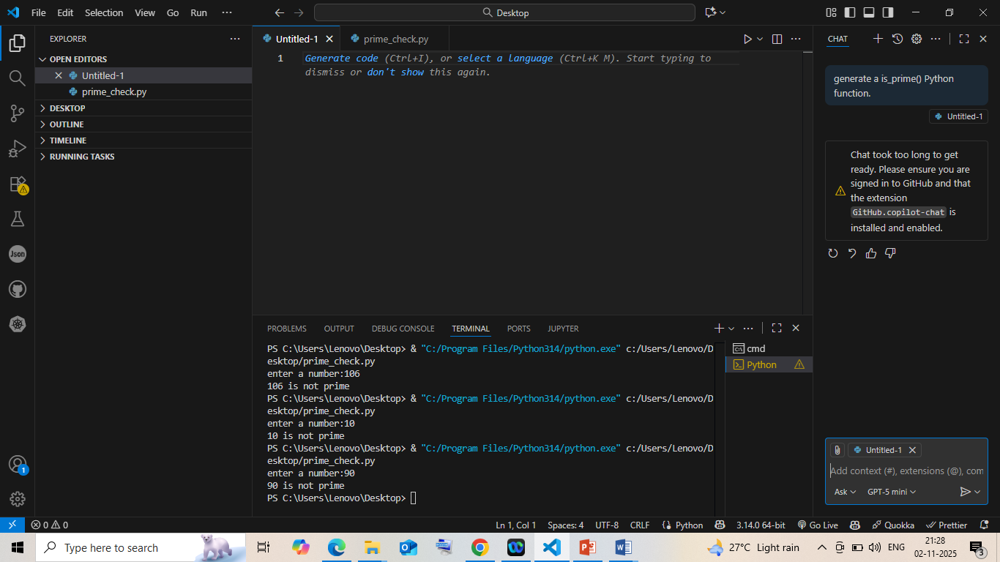 File Edit Selection View Go Run ··· Desktop
EXPLORER ···
OPEN EDITORS
Untitled-1
prime_check.py
DESKTOP
OUTLINE
TIMELINE
RUNNING TASKS
Json
1
Untitled-1 prime_check.py
1 Generate code (Ctrl+I), or select a language (Ctrl+K M). Start typing to
dismiss or don't show this again.
PROBLEMS OUTPUT DEBUG CONSOLE TERMINAL PORTS JUPYTER
PS C:\Users\Lenovo\Desktop> & "C:/Program Files/Python314/python.exe" c:/Users/Lenovo/D
esktop/prime_check.py
enter a number:106
106 is not prime
PS C:\Users\Lenovo\Desktop> & "C:/Program Files/Python314/python.exe" c:/Users/Lenovo/D
esktop/prime_check.py
enter a number:10
10 is not prime
PS C:\Users\Lenovo\Desktop> & "C:/Program Files/Python314/python.exe" c:/Users/Lenovo/D
esktop/prime_check.py
enter a number:90
90 is not prime
PS C:\Users\Lenovo\Desktop>
cmd
Python
CHAT
generate a is_prime() Python
function.
Untitled-1
Chat took too long to get
ready. Please ensure you are
signed in to GitHub and that
the extension
GitHub.copilot-chat is
installed and enabled.
Untitled-1
Add context (#), extensions (@), com
Ask GPT-5 mini
0 0 Ln 1, Col 1 Spaces: 4 UTF-8 CRLF Python 3.14.0 64-bit Go Live Quokka Prettier
Type here to search 27°C Light rain ENG 21:28
02-11-2025 3